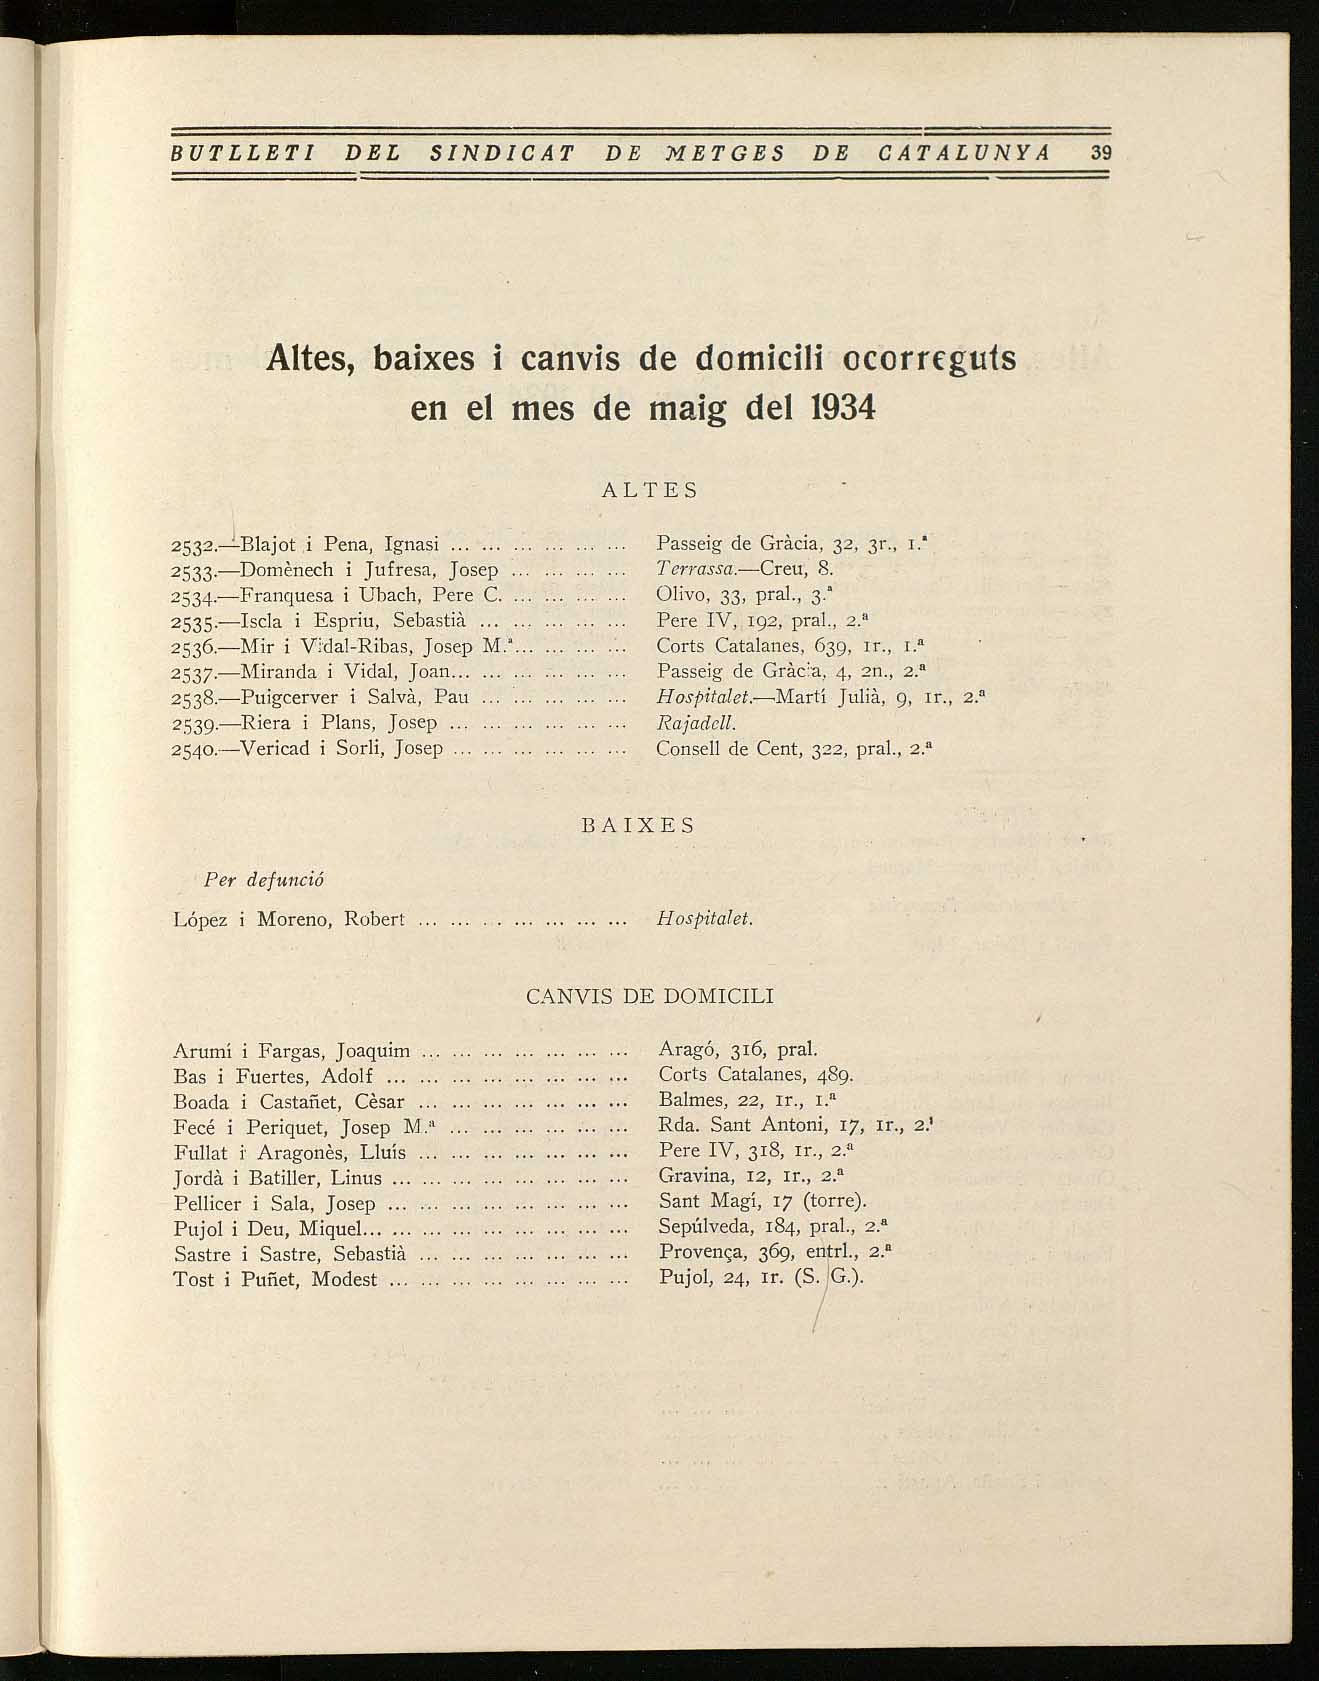 BUTLLETI DEL SINDICAT DE METGES DE CATALUNYA 39
Altes, baixes i canvis de domicili ocorreguts
en el mes de maig del 1934
ALTES
2532.—Blajot i Pena, Ignasi ... ... ... ... ... ... Passeig de Gràcia, 32, 3r., 1.ª
2533.—Domènech i Jufresa, Josep ... ... ... ... Terrassa.—Creu, 8.
2534.—Franquesa i Ubach, Pere C. ... ... ... ... Olivo, 33, pral., 3.ª
2535.—Iscla i Espriu, Sebastià ... ... ... ... ... Pere IV, 192, pral., 2.ª
2536.—Mir i Vidal-Ribas, Josep M.ª... ... ... ... Corts Catalanes, 639, 1r., 1.ª
2537.—Miranda i Vidal, Joan... ... ... ... ... ... Passeig de Gràcia, 4, 2n., 2.ª
2538.—Puigcerver i Salvà, Pau ... ... ... ... ... Hospitalet.—Martí Julià, 9, 1r., 2.ª
2539.—Riera i Plans, Josep ... ... ... ... ... ... Rajadell.
2540.—Vericad i Sorli, Josep ... ... ... ... ... ... Consell de Cent, 322, pral., 2.ª
BAIXES
Per defunció
López i Moreno, Robert ... ... ... ... ... ... ... Hospitalet.
CANVIS DE DOMICILI
Arumí i Fargas, Joaquim ... ... ... ... ... ... ... Aragó, 316, pral.
Bas i Fuertes, Adolf ... ... ... ... ... ... ... ... Corts Catalanes, 489.
Boada i Castañet, Cèsar ... ... ... ... ... ... ... Balmes, 22, 1r., 1.ª
Fecé i Periquet, Josep M.ª ... ... ... ... ... ... Rda. Sant Antoni, 17, 1r., 2.ª
Fullat i Aragonès, Lluís ... ... ... ... ... ... ... Pere IV, 318, 1r., 2.ª
Jordà i Batiller, Linus ... ... ... ... ... ... ... ... Gravina, 12, 1r., 2.ª
Pellicer i Sala, Josep ... ... ... ... ... ... ... ... Sant Magí, 17 (torre).
Pujol i Deu, Miquel... ... ... ... ... ... ... ... ... Sepúlveda, 184, pral., 2.ª
Sastre i Sastre, Sebastià ... ... ... ... ... ... ... Provença, 369, entrl., 2.ª
Tost i Puñet, Modest ... ... ... ... ... ... ... ... Pujol, 24, 1r. (S. G.).